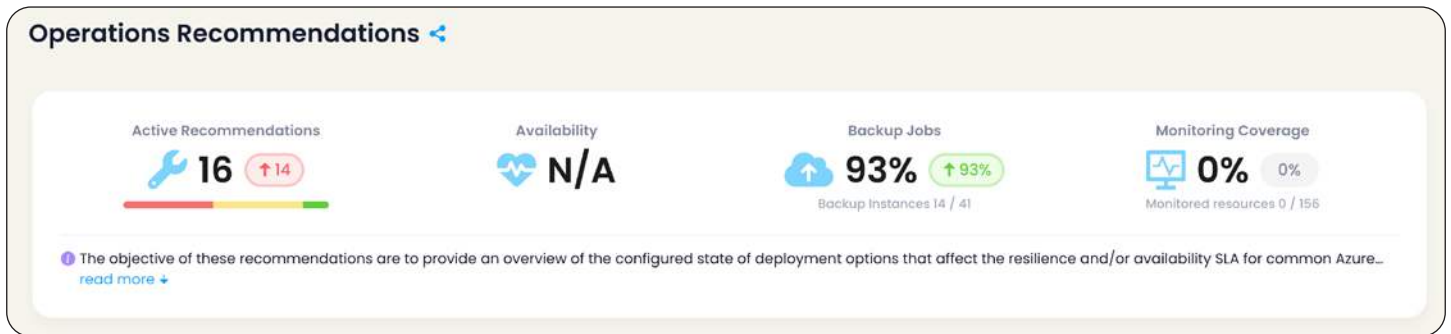 Operations Recommendations
Active Recommendations
16 ↑ 14
Availability
N/A
Backup Jobs
93% ↑ 93%
Backup Instances 14 / 41
Monitoring Coverage
0% 0%
Monitored resources 0 / 156
The objective of these recommendations are to provide an overview of the configured state of deployment options that affect the resilience and/or availability SLA for common Azure...
read more ↓